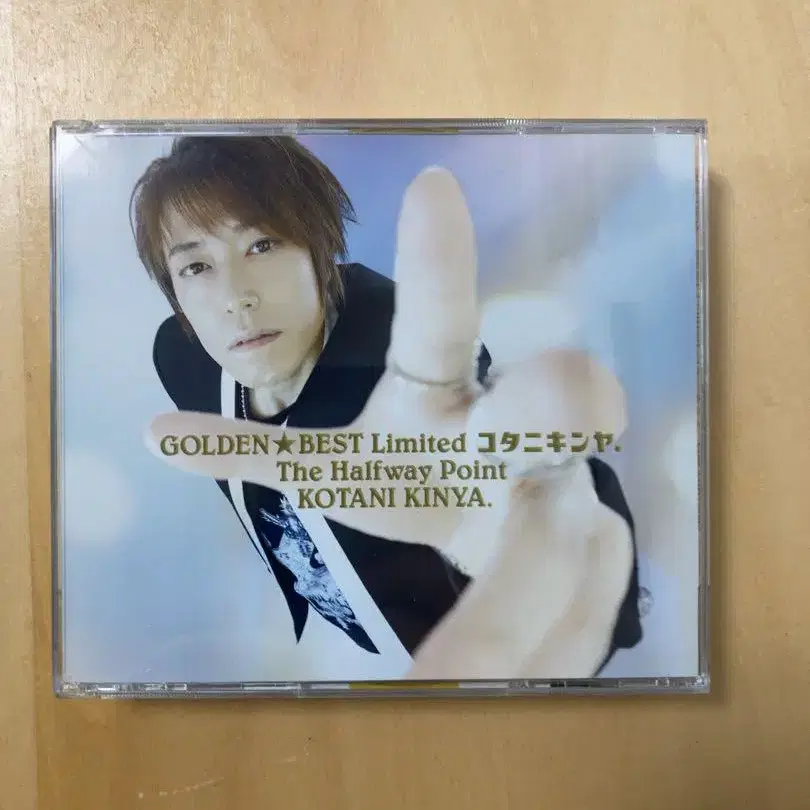 GOLDEN★BEST Limited コタニキンヤ.
The Halfway Point
KOTANI KINYA.